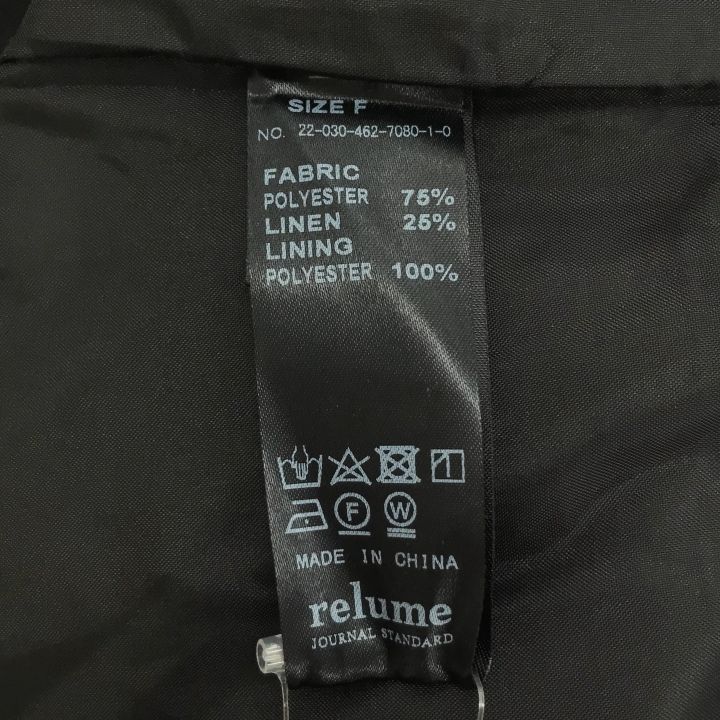 SIZE F
NO. 22-030-462-7080-1-0
FABRIC
POLYESTER 75%
LINEN 25%
LINING
POLYESTER 100%
F W
MADE IN CHINA
relume
JOURNAL STANDARD